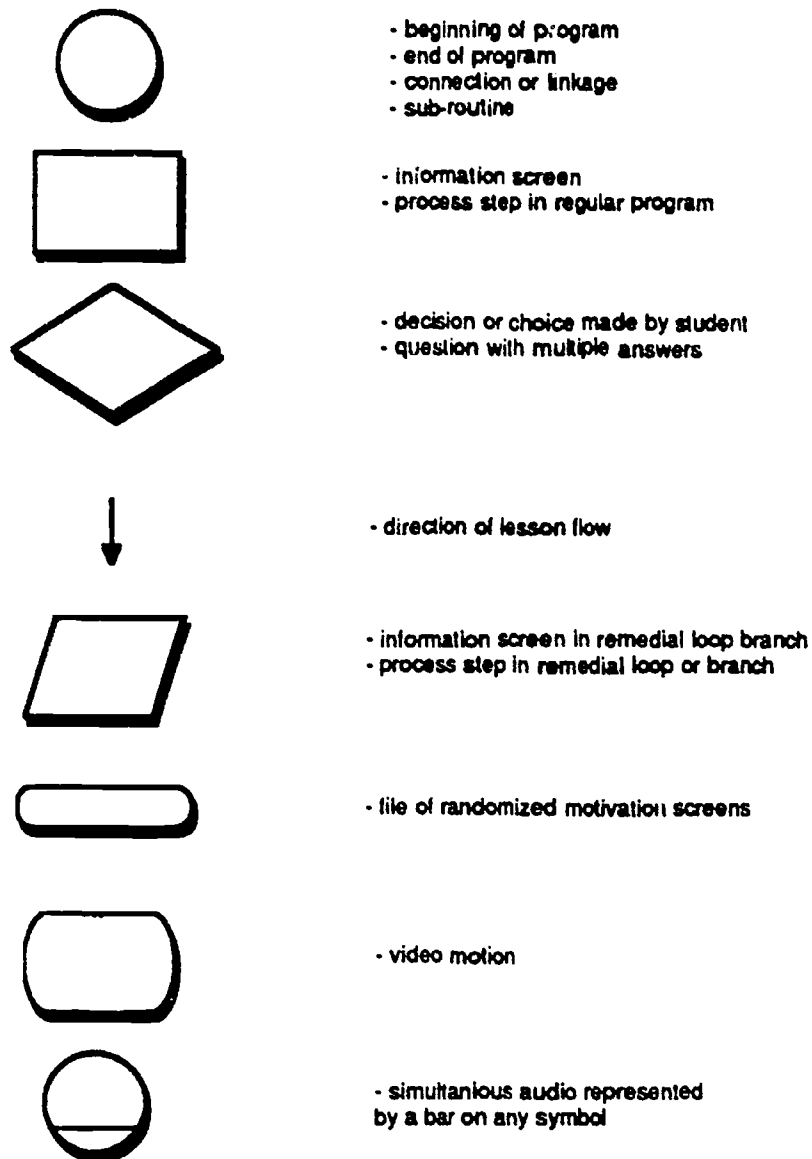 - beginning of program
- end of program
- connection or linkage
- sub-routine
- information screen
- process step in regular program
- decision or choice made by student
- question with multiple answers
- direction of lesson flow
- information screen in remedial loop branch
- process step in remedial loop or branch
- file of randomized motivation screens
- video motion
- simultanious audio represented
by a bar on any symbol